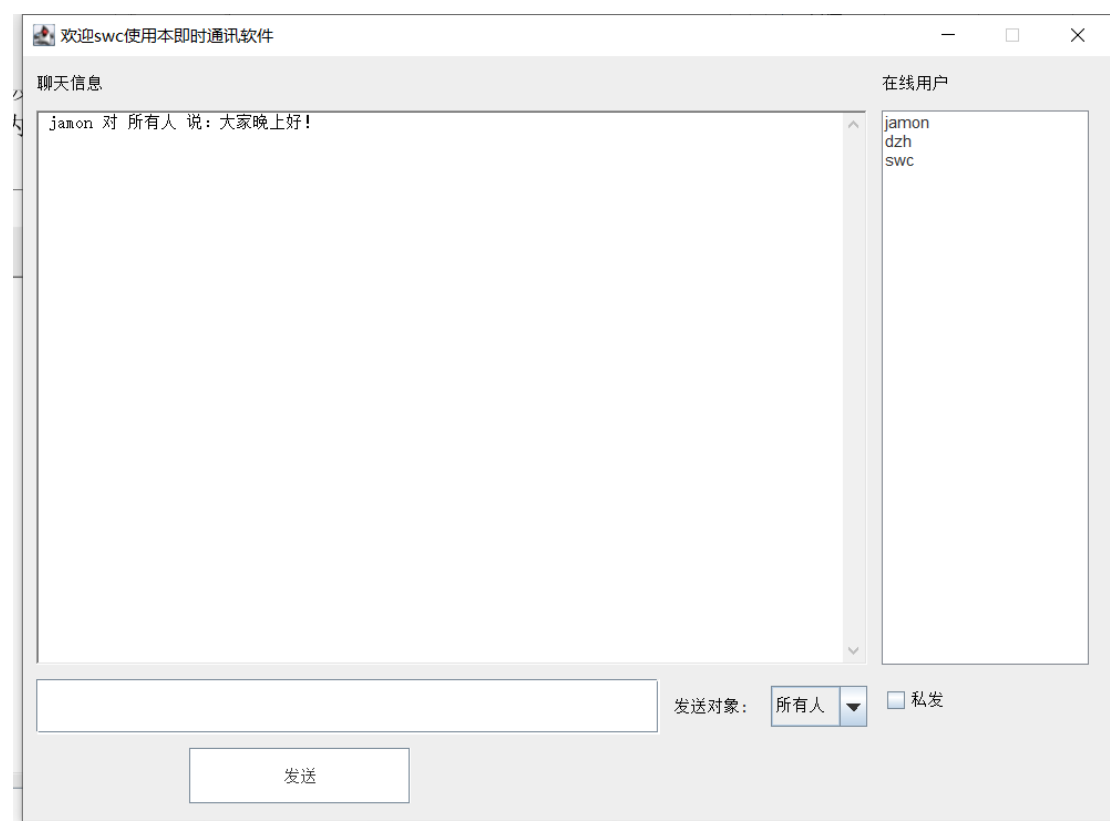 欢迎swc使用本即时通讯软件
聊天信息
在线用户
jamon 对 所有人 说：大家晚上好！
jamon
dzh
swc
发送对象：
所有人
私发
发送